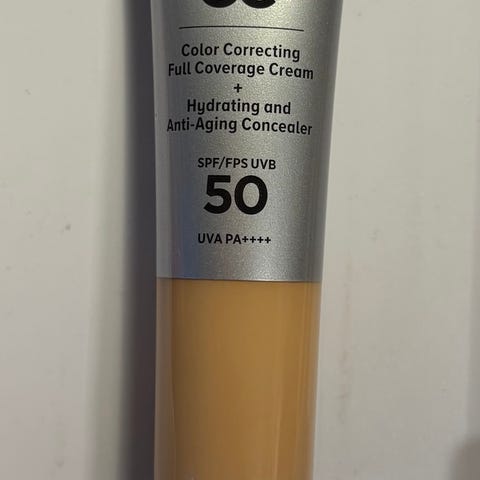 Color Correcting
Full Coverage Cream
+
Hydrating and
Anti-Aging Concealer
SPF/FPS UVB
50
UVA PA++++